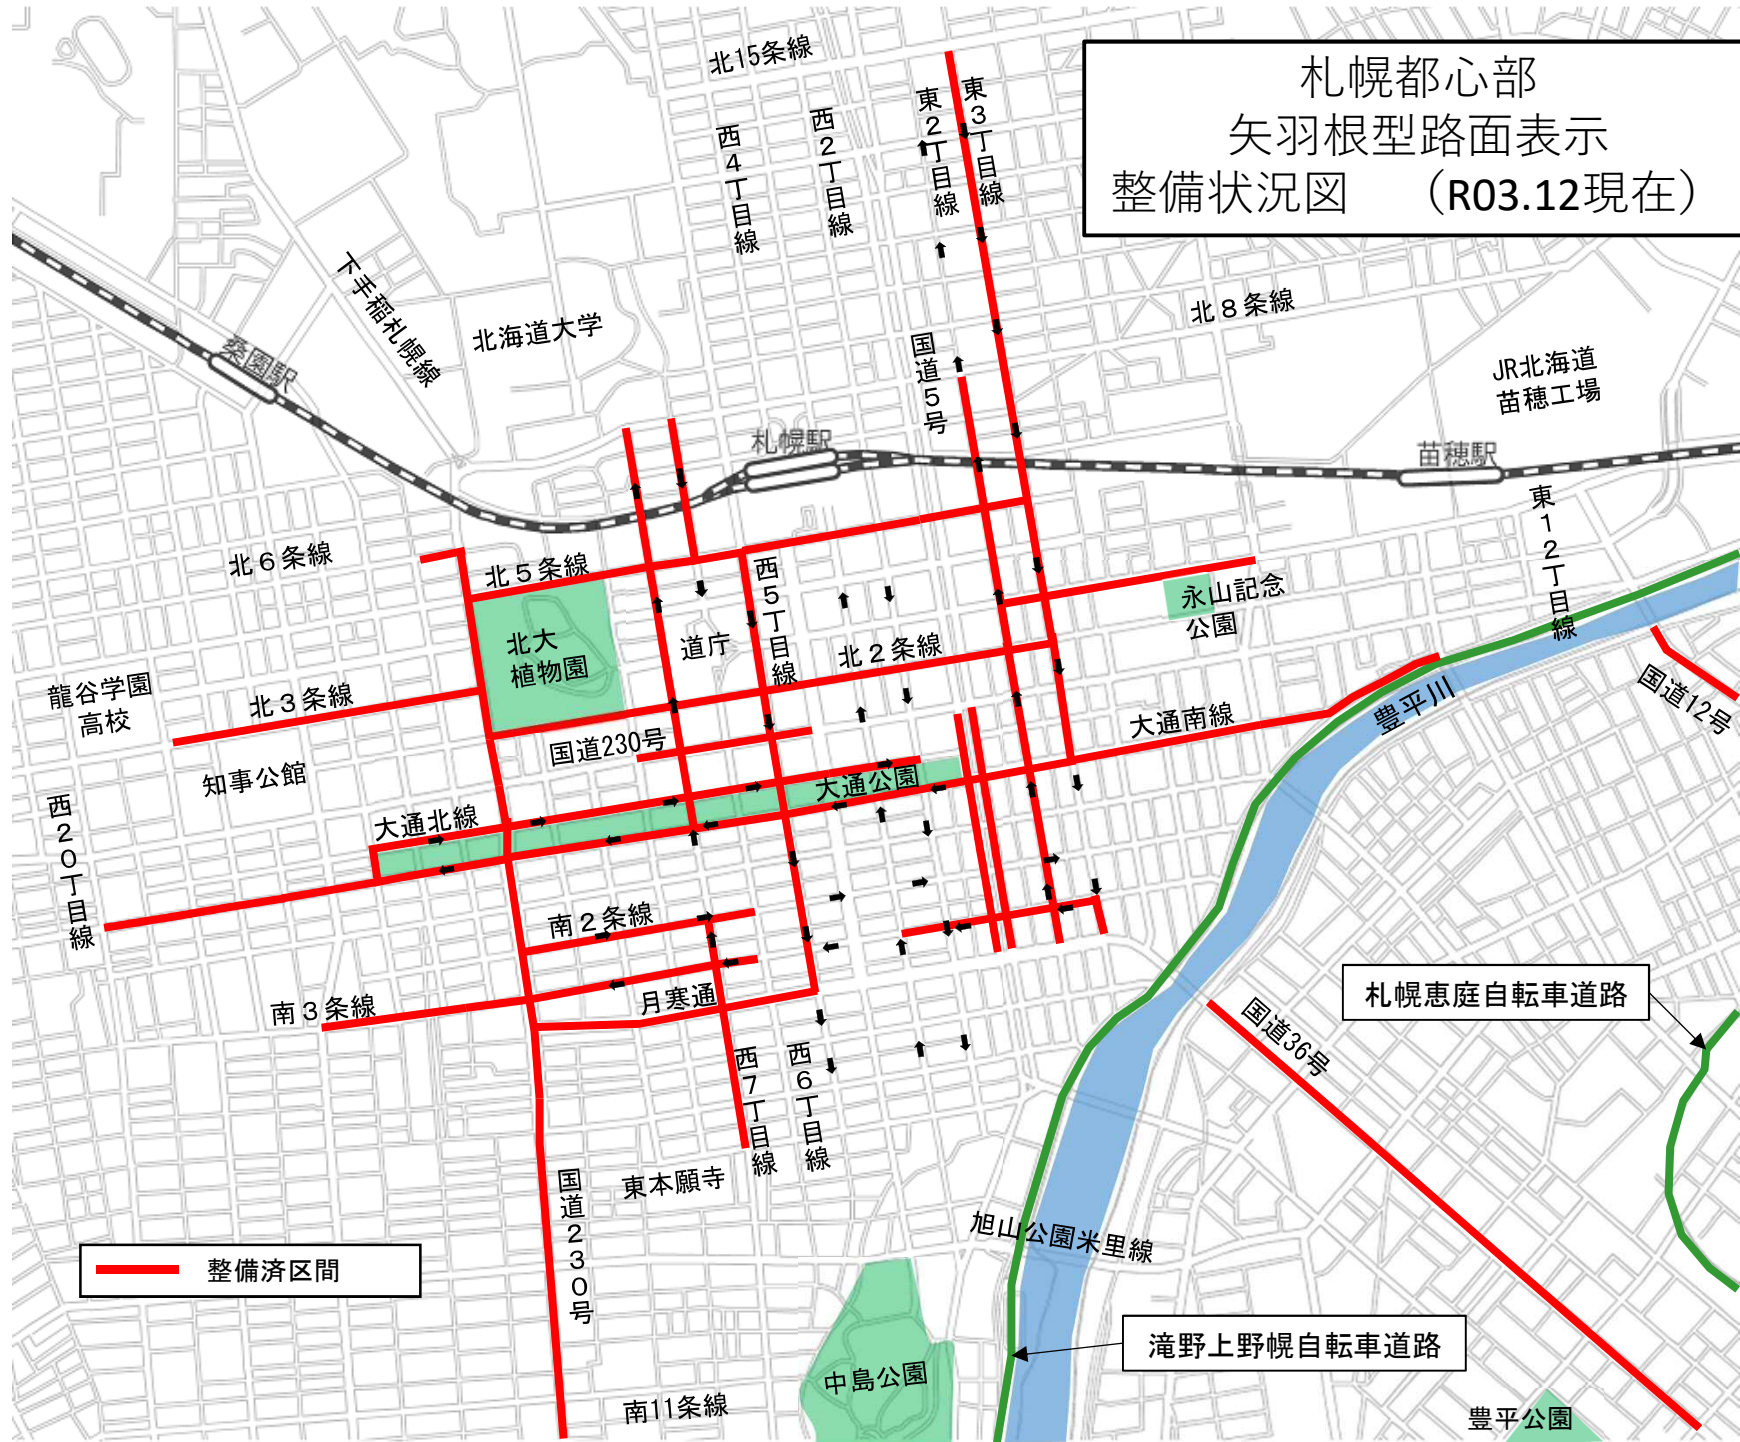 札幌都心部
矢羽根型路面表示
整備状況図　（R03.12現在）
北15条線
東3丁目線
東2丁目線
西2丁目線
西4丁目線
下手稲札幌線
北海道大学
北８条線
国道5号
JR北海道
苗穂工場
桑園駅
札幌駅
苗穂駅
東12丁目線
北６条線
北５条線
西5丁目線
永山記念
公園
北大
植物園
道庁
北２条線
龍谷学園
高校
北３条線
国道12号
豊平川
大通南線
国道230号
知事公館
大通公園
西20丁目線
大通北線
南２条線
札幌恵庭自転車道路
南３条線
月寒通
国道36号
西7丁目線
西6丁目線
国道230号
東本願寺
旭山公園米里線
整備済区間
滝野上野幌自転車道路
中島公園
南11条線
豊平公園